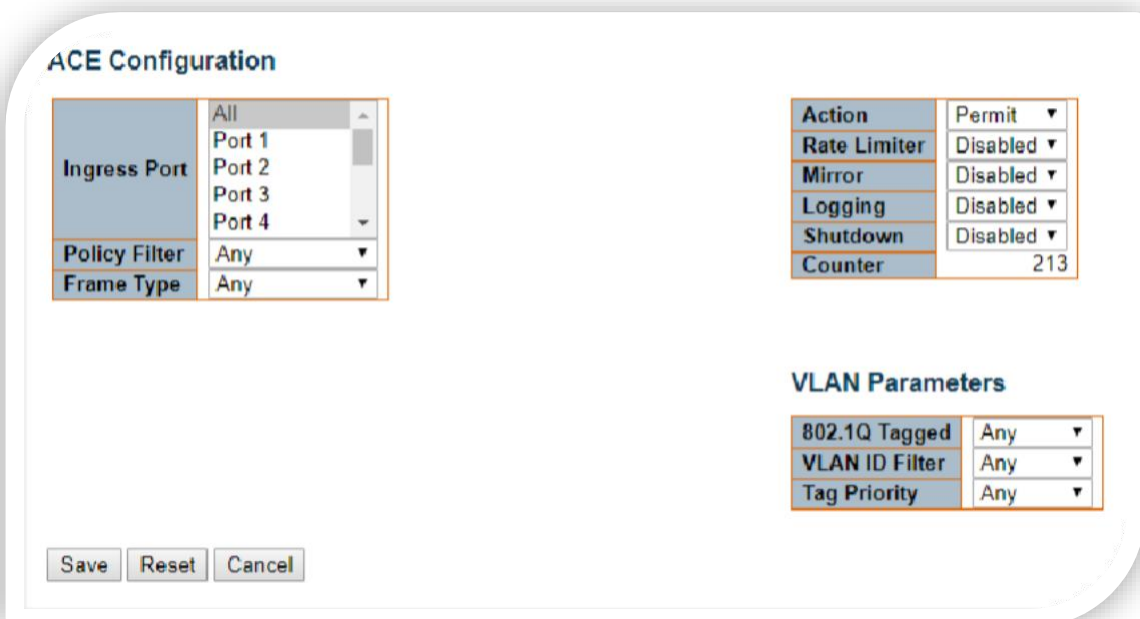 ACE Configuration
Ingress Port
All
Port 1
Port 2
Port 3
Port 4
Policy Filter Any
Frame Type Any
Action Permit
Rate Limiter Disabled
Mirror Disabled
Logging Disabled
Shutdown Disabled
Counter 213
VLAN Parameters
802.1Q Tagged Any
VLAN ID Filter Any
Tag Priority Any
Save Reset Cancel